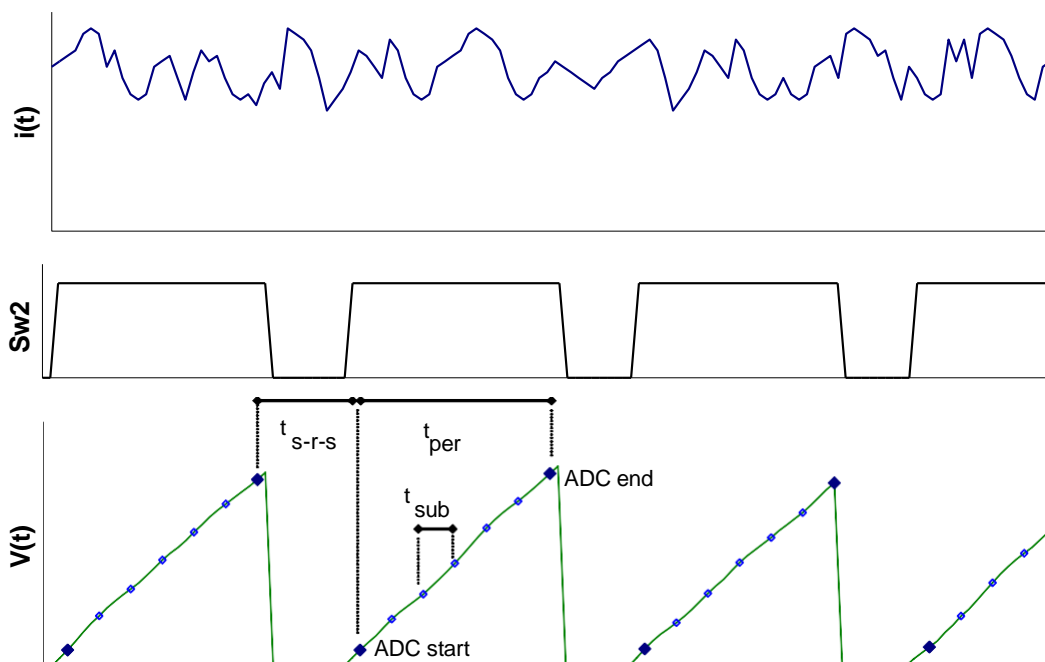 i(t)
Sw2
t s-r-s
t per
t sub
ADC end
V(t)
ADC start